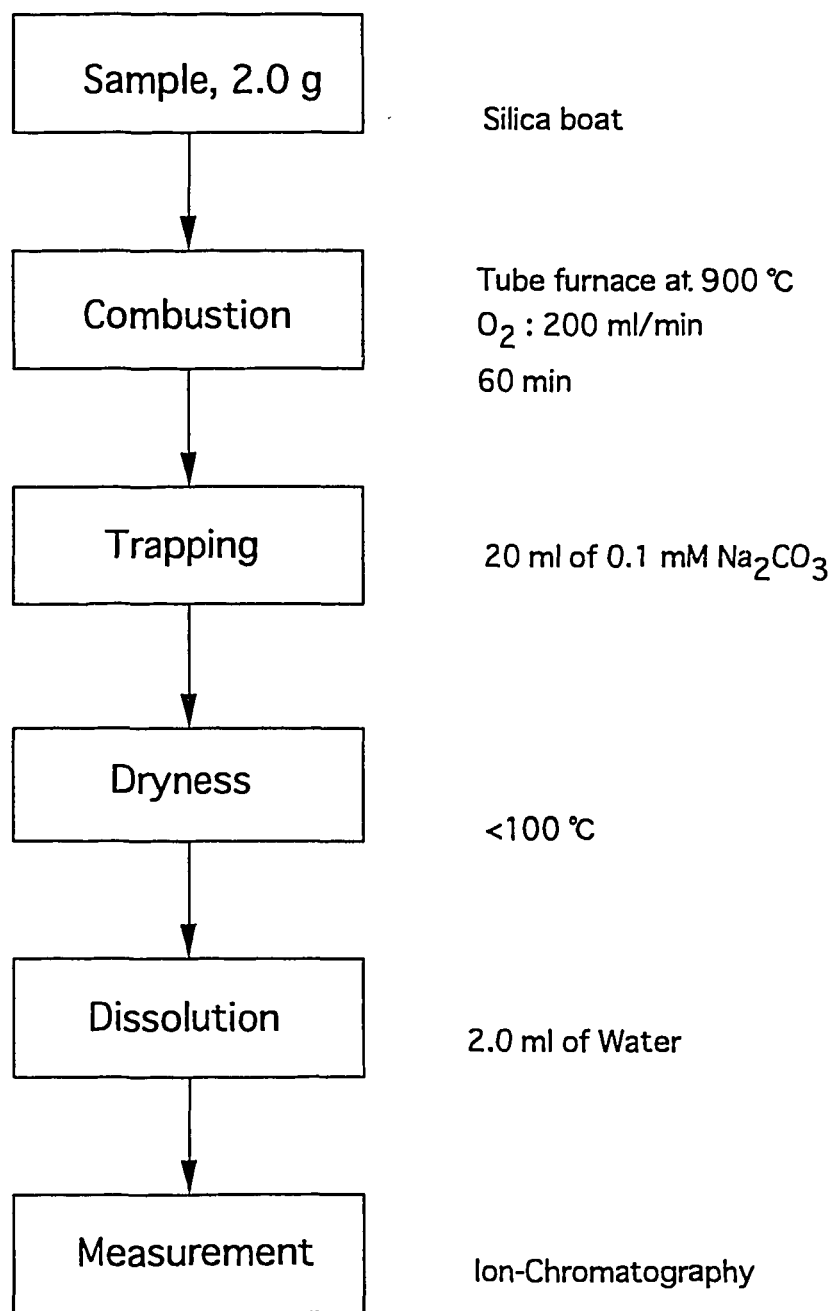 Sample, 2.0 g
Silica boat
Combustion
Tube furnace at. 900 ℃
O₂ : 200 ml/min
60 min
Trapping
20 ml of 0.1 mM Na₂CO₃
Dryness
<100 ℃
Dissolution
2.0 ml of Water
Measurement
Ion-Chromatography